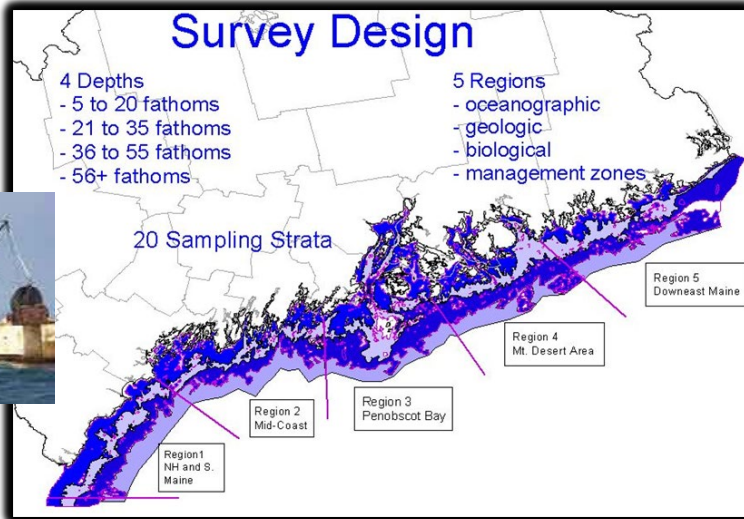 Survey Design
4 Depths
- 5 to 20 fathoms
- 21 to 35 fathoms
- 36 to 55 fathoms
- 56+ fathoms
5 Regions
- oceanographic
- geologic
- biological
- management zones
20 Sampling Strata
Region 5
Downeast Maine
Region 4
Mt. Desert Area
Region 3
Penobscot Bay
Region 2
Mid-Coast
Region1
NH and S.
Maine